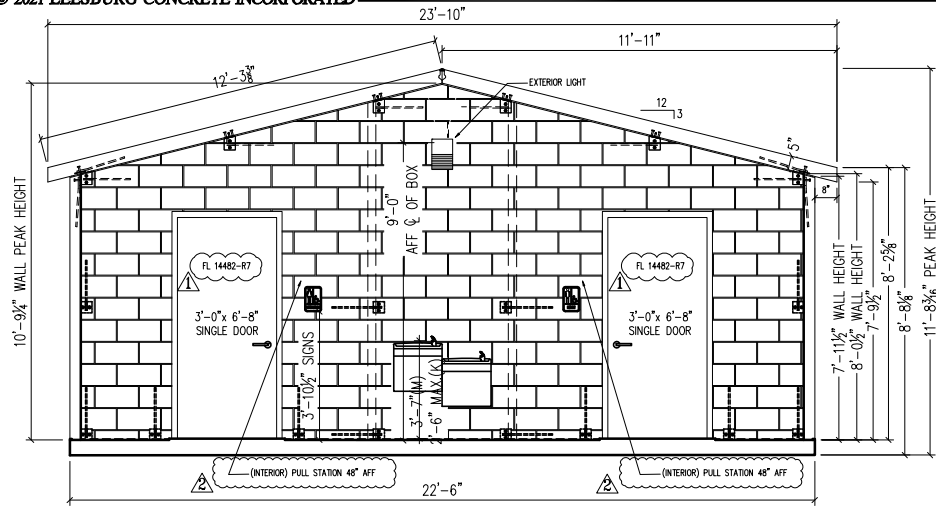 © 2021 LEESBURG CONCRETE INCORPORATED
23'-10"
11'-11"
12'-3⅜"
EXTERIOR LIGHT
12
3
5"
8"
10'-9¼" WALL PEAK HEIGHT
9'-0"
AFF ℄ OF BOX
FL 14482-R7
1
3'-0"x 6'-8"
SINGLE DOOR
3'-10½" SIGNS
3'-7"(M)
2'-6" MAX.(K)
FL 14482-R7
1
3'-0"x 6'-8"
SINGLE DOOR
7'-11½" WALL HEIGHT
8'-0½" WALL HEIGHT
7'-9½"
8'-2⅝"
8'-8⅛"
11'-8³⁄₁₆" PEAK HEIGHT
2
(INTERIOR) PULL STATION 48" AFF
2
(INTERIOR) PULL STATION 48" AFF
22'-6"